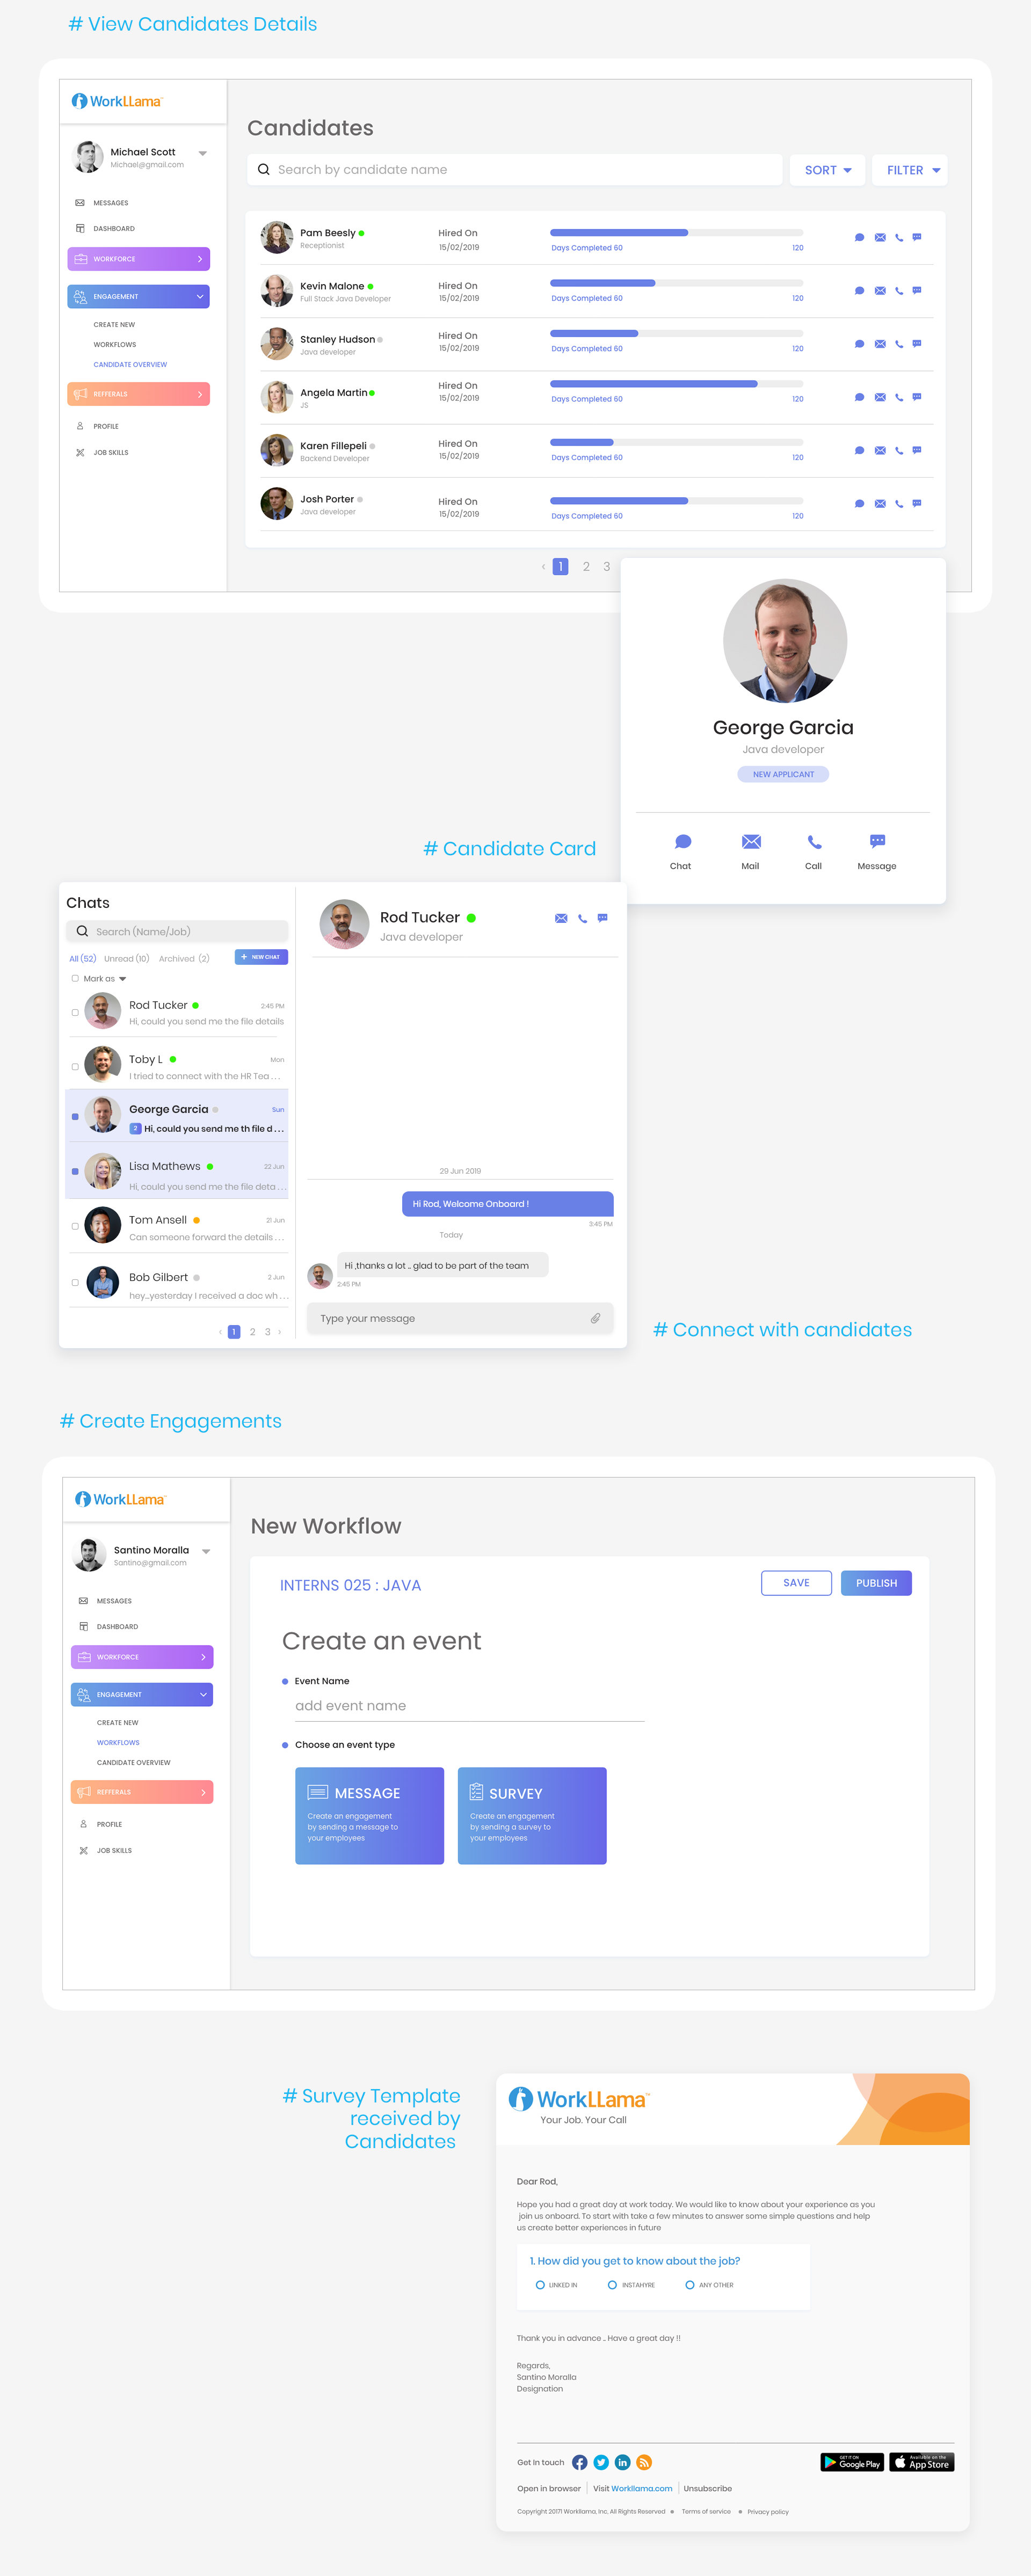 # View Candidates Details
WorkLLama™
Michael Scott
Michael@gmail.com
MESSAGES
DASHBOARD
WORKFORCE
ENGAGEMENT
CREATE NEW
WORKFLOWS
CANDIDATE OVERVIEW
REFFERALS
PROFILE
JOB SKILLS
Candidates
Search by candidate name
SORT
FILTER
Pam Beesly
Receptionist
Hired On
15/02/2019
Days Completed 60
120
Kevin Malone
Full Stack Java Developer
Hired On
15/02/2019
Days Completed 60
120
Stanley Hudson
Java developer
Hired On
15/02/2019
Days Completed 60
120
Angela Martin
JS
Hired On
15/02/2019
Days Completed 60
120
Karen Fillepeli
Backend Developer
Hired On
15/02/2019
Days Completed 60
120
Josh Porter
Java developer
Hired On
15/02/2019
Days Completed 60
120
‹ 1 2 3
George Garcia
Java developer
NEW APPLICANT
Chat
Mail
Call
Message
# Candidate Card
Chats
Search (Name/Job)
All (52) Unread (10) Archived (2)
+ NEW CHAT
Mark as
Rod Tucker
2:45 PM
Hi, could you send me the file details
Toby L
Mon
I tried to connect with the HR Tea . . .
George Garcia
Sun
2 Hi, could you send me th file d . . .
Lisa Mathews
22 Jun
Hi, could you send me the file deta . . .
Tom Ansell
21 Jun
Can someone forward the details . . .
Bob Gilbert
2 Jun
hey...yesterday I received a doc wh . . .
‹ 1 2 3 ›
Rod Tucker
Java developer
29 Jun 2019
Hi Rod, Welcome Onboard !
3:45 PM
Today
Hi ,thanks a lot .. glad to be part of the team
2:45 PM
Type your message
# Connect with candidates
# Create Engagements
WorkLLama™
Santino Moralla
Santino@gmail.com
MESSAGES
DASHBOARD
WORKFORCE
ENGAGEMENT
CREATE NEW
WORKFLOWS
CANDIDATE OVERVIEW
REFFERALS
PROFILE
JOB SKILLS
New Workflow
INTERNS 025 : JAVA
SAVE
PUBLISH
Create an event
Event Name
add event name
Choose an event type
MESSAGE
Create an engagement
by sending a message to
your employees
SURVEY
Create an engagement
by sending a survey to
your employees
# Survey Template
received by
Candidates
WorkLLama™
Your Job. Your Call
Dear Rod,
Hope you had a great day at work today. We would like to know about your experience as you
join us onboard. To start with take a few minutes to answer some simple questions and help
us create better experiences in future
1. How did you get to know about the job?
LINKED IN
INSTAHYRE
ANY OTHER
Thank you in advance .. Have a great day !!
Regards,
Santino Moralla
Designation
Get In touch
GET IT ON
Google Play
Available on the
App Store
Open in browser | Visit Workllama.com | Unsubscribe
Copyright 20171 Workllama, Inc, All Rights Reserved • Terms of service • Privacy policy